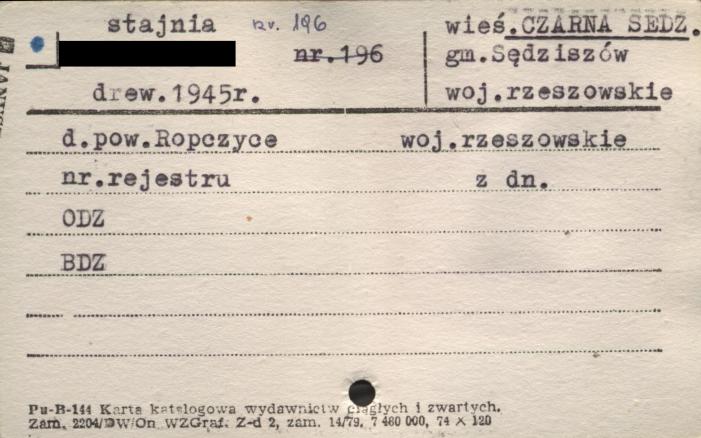 stajnia nr. 196
nr.196
drew.1945r.
wieś.CZARNA SEDZ.
gm.Sędziszów
woj.rzeszowskie
d.pow.Ropczyce woj.rzeszowskie
nr.rejestru z dn.
ODZ
BDZ
Pu-B-144 Karta katalogowa wydawnictw ciągłych i zwartych.
Zam. 2204/DW/On WZGraf. Z-d 2, zam. 14/79, 7 480 000, 74 × 120